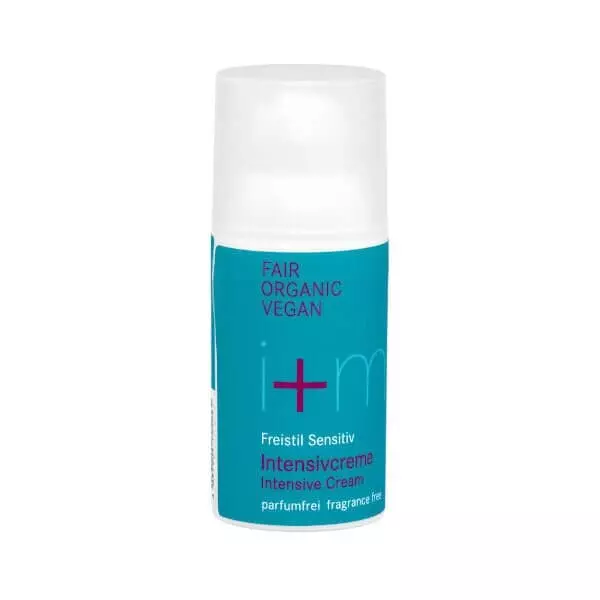 FAIR
ORGANIC
VEGAN
i+m
Freistil Sensitiv
Intensivcreme
Intensive Cream
parfumfrei fragrance free